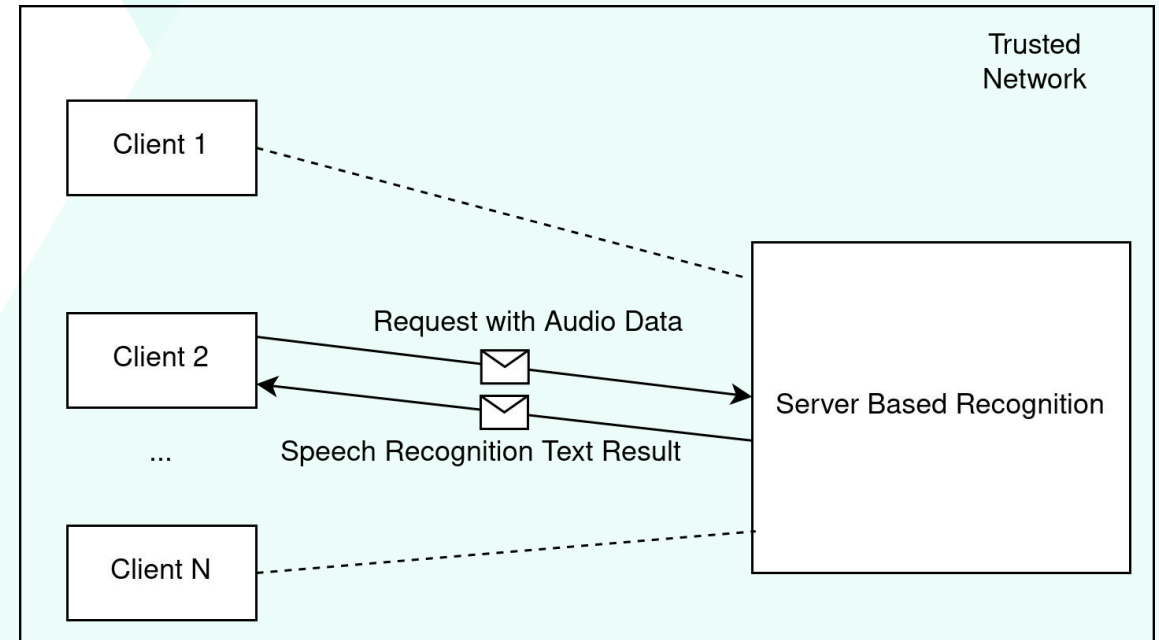 Trusted
Network
Client 1
Request with Audio Data
Client 2
Server Based Recognition
...
Speech Recognition Text Result
Client N